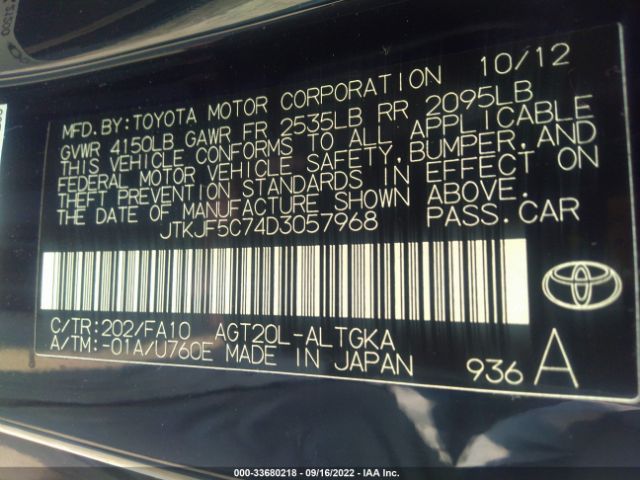 MFD. BY: TOYOTA MOTOR CORPORATION 10/12
GVWR 4150LB GAWR FR 2535LB RR 2095LB
THIS VEHICLE CONFORMS TO ALL APPLICABLE
FEDERAL MOTOR VEHICLE SAFETY, BUMPER, AND
THEFT PREVENTION STANDARDS IN EFFECT ON
THE DATE OF MANUFACTURE SHOWN ABOVE.
JTKJF5C74D3057968 PASS. CAR
C/TR: 202/FA10 AGT20L-ALTGKA
A/TM: -01A/U760E MADE IN JAPAN 936 A
000-33680218 - 09/16/2022 - IAA Inc.